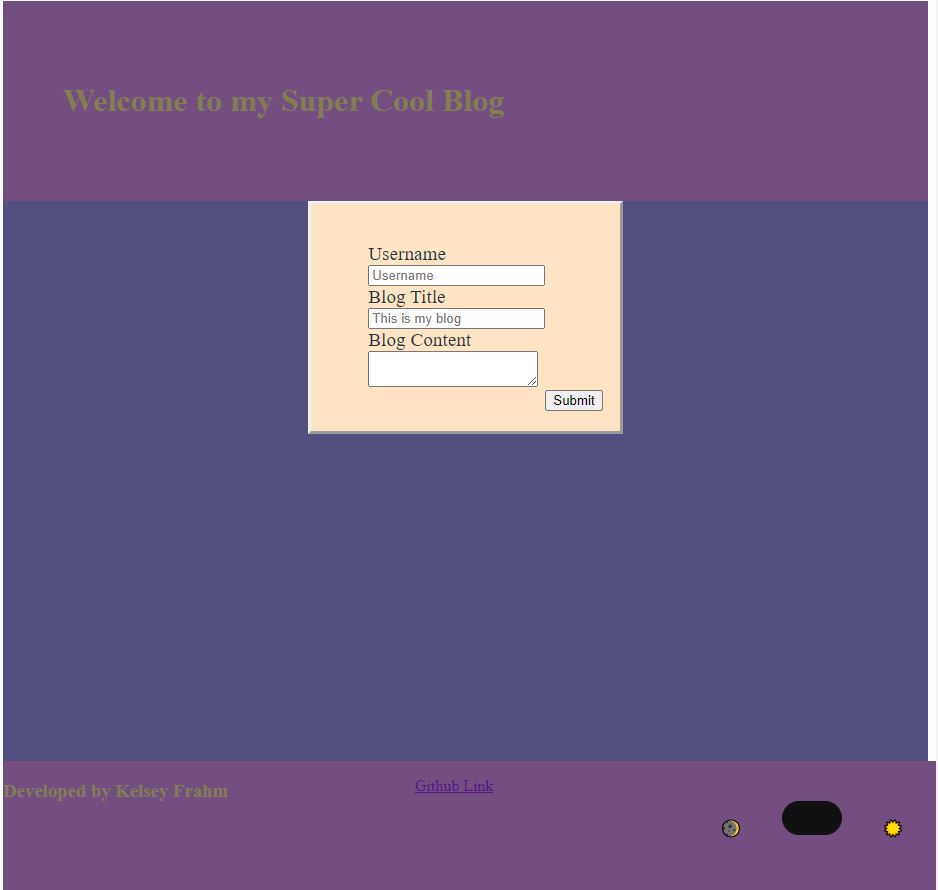 Welcome to my Super Cool Blog
Username
Username
Blog Title
This is my blog
Blog Content
Submit
Developed by Kelsey Frahm
Github Link